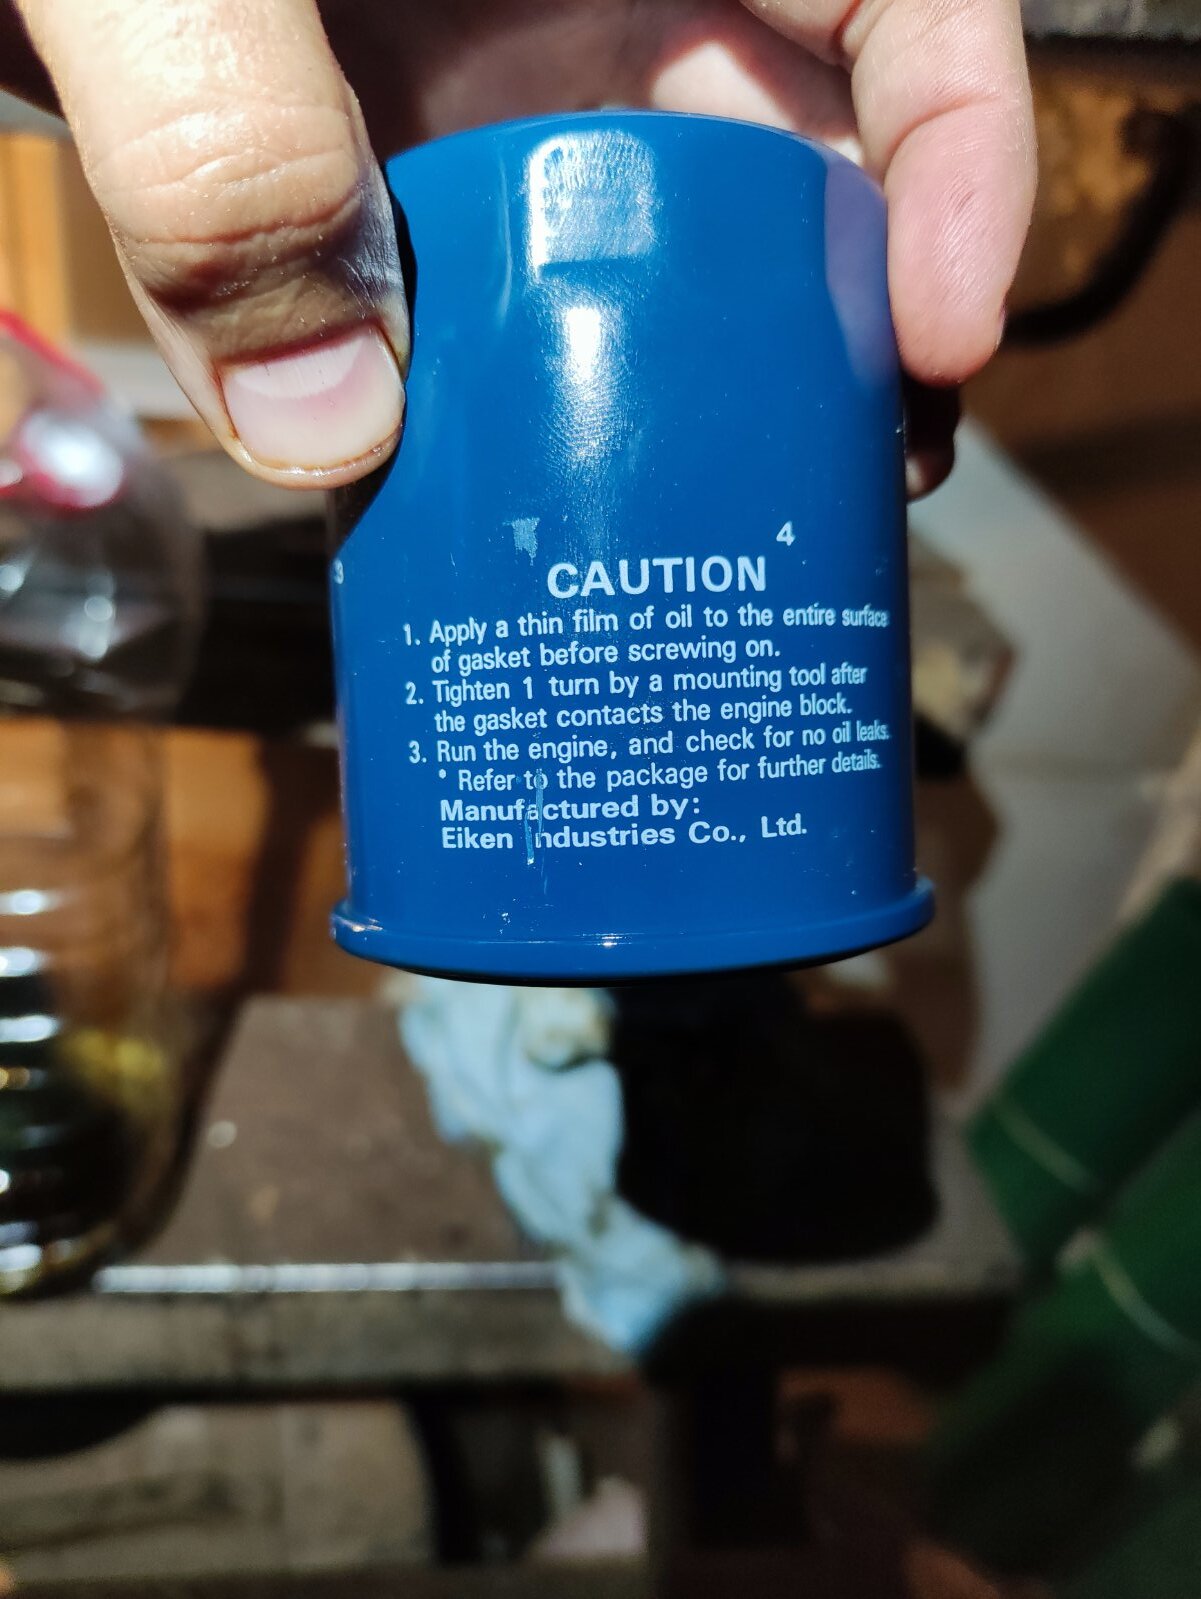 4
3
CAUTION
1. Apply a thin film of oil to the entire surface
of gasket before screwing on.
2. Tighten 1 turn by a mounting tool after
the gasket contacts the engine block.
3. Run the engine, and check for no oil leaks.
* Refer to the package for further details.
Manufactured by:
Eiken Industries Co., Ltd.